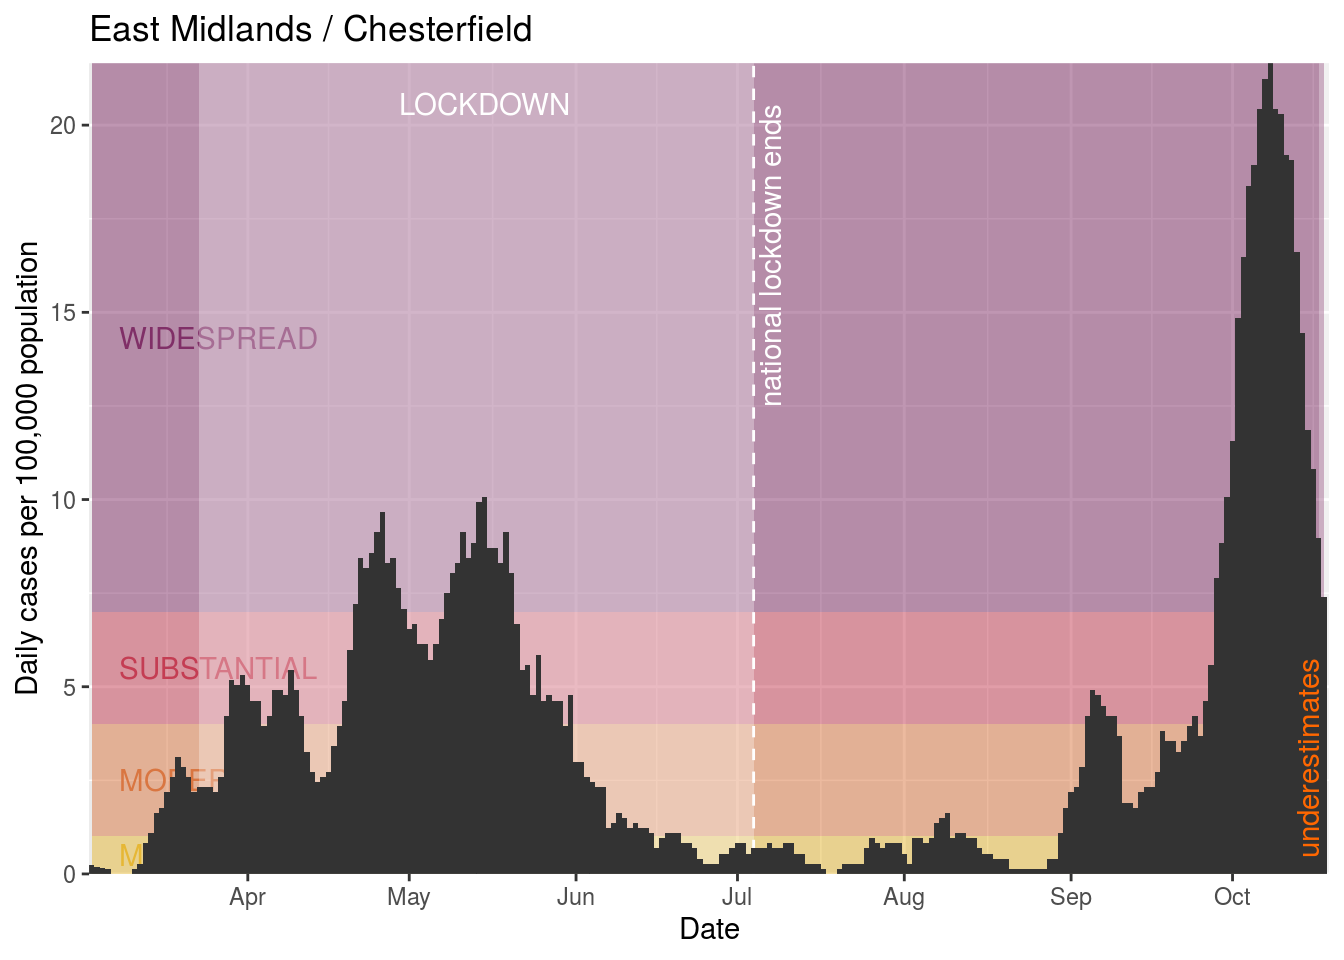 East Midlands / Chesterfield
Daily cases per 100,000 population
20
15
10
5
0
LOCKDOWN
national lockdown ends
WIDESPREAD
SUBSTANTIAL
underestimates
Apr May Jun Jul Aug Sep Oct
Date